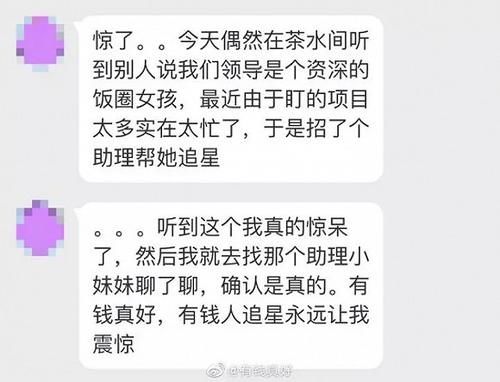 惊了。。今天偶然在茶水间听
到别人说我们领导是个资深的
饭圈女孩，最近由于盯的项目
太多实在太忙了，于是招了个
助理帮她追星
。。。听到这个我真的惊呆
了，然后我就去找那个助理小
妹妹聊了聊，确认是真的。有
钱真好，有钱人追星永远让我
震惊
@有钱真好